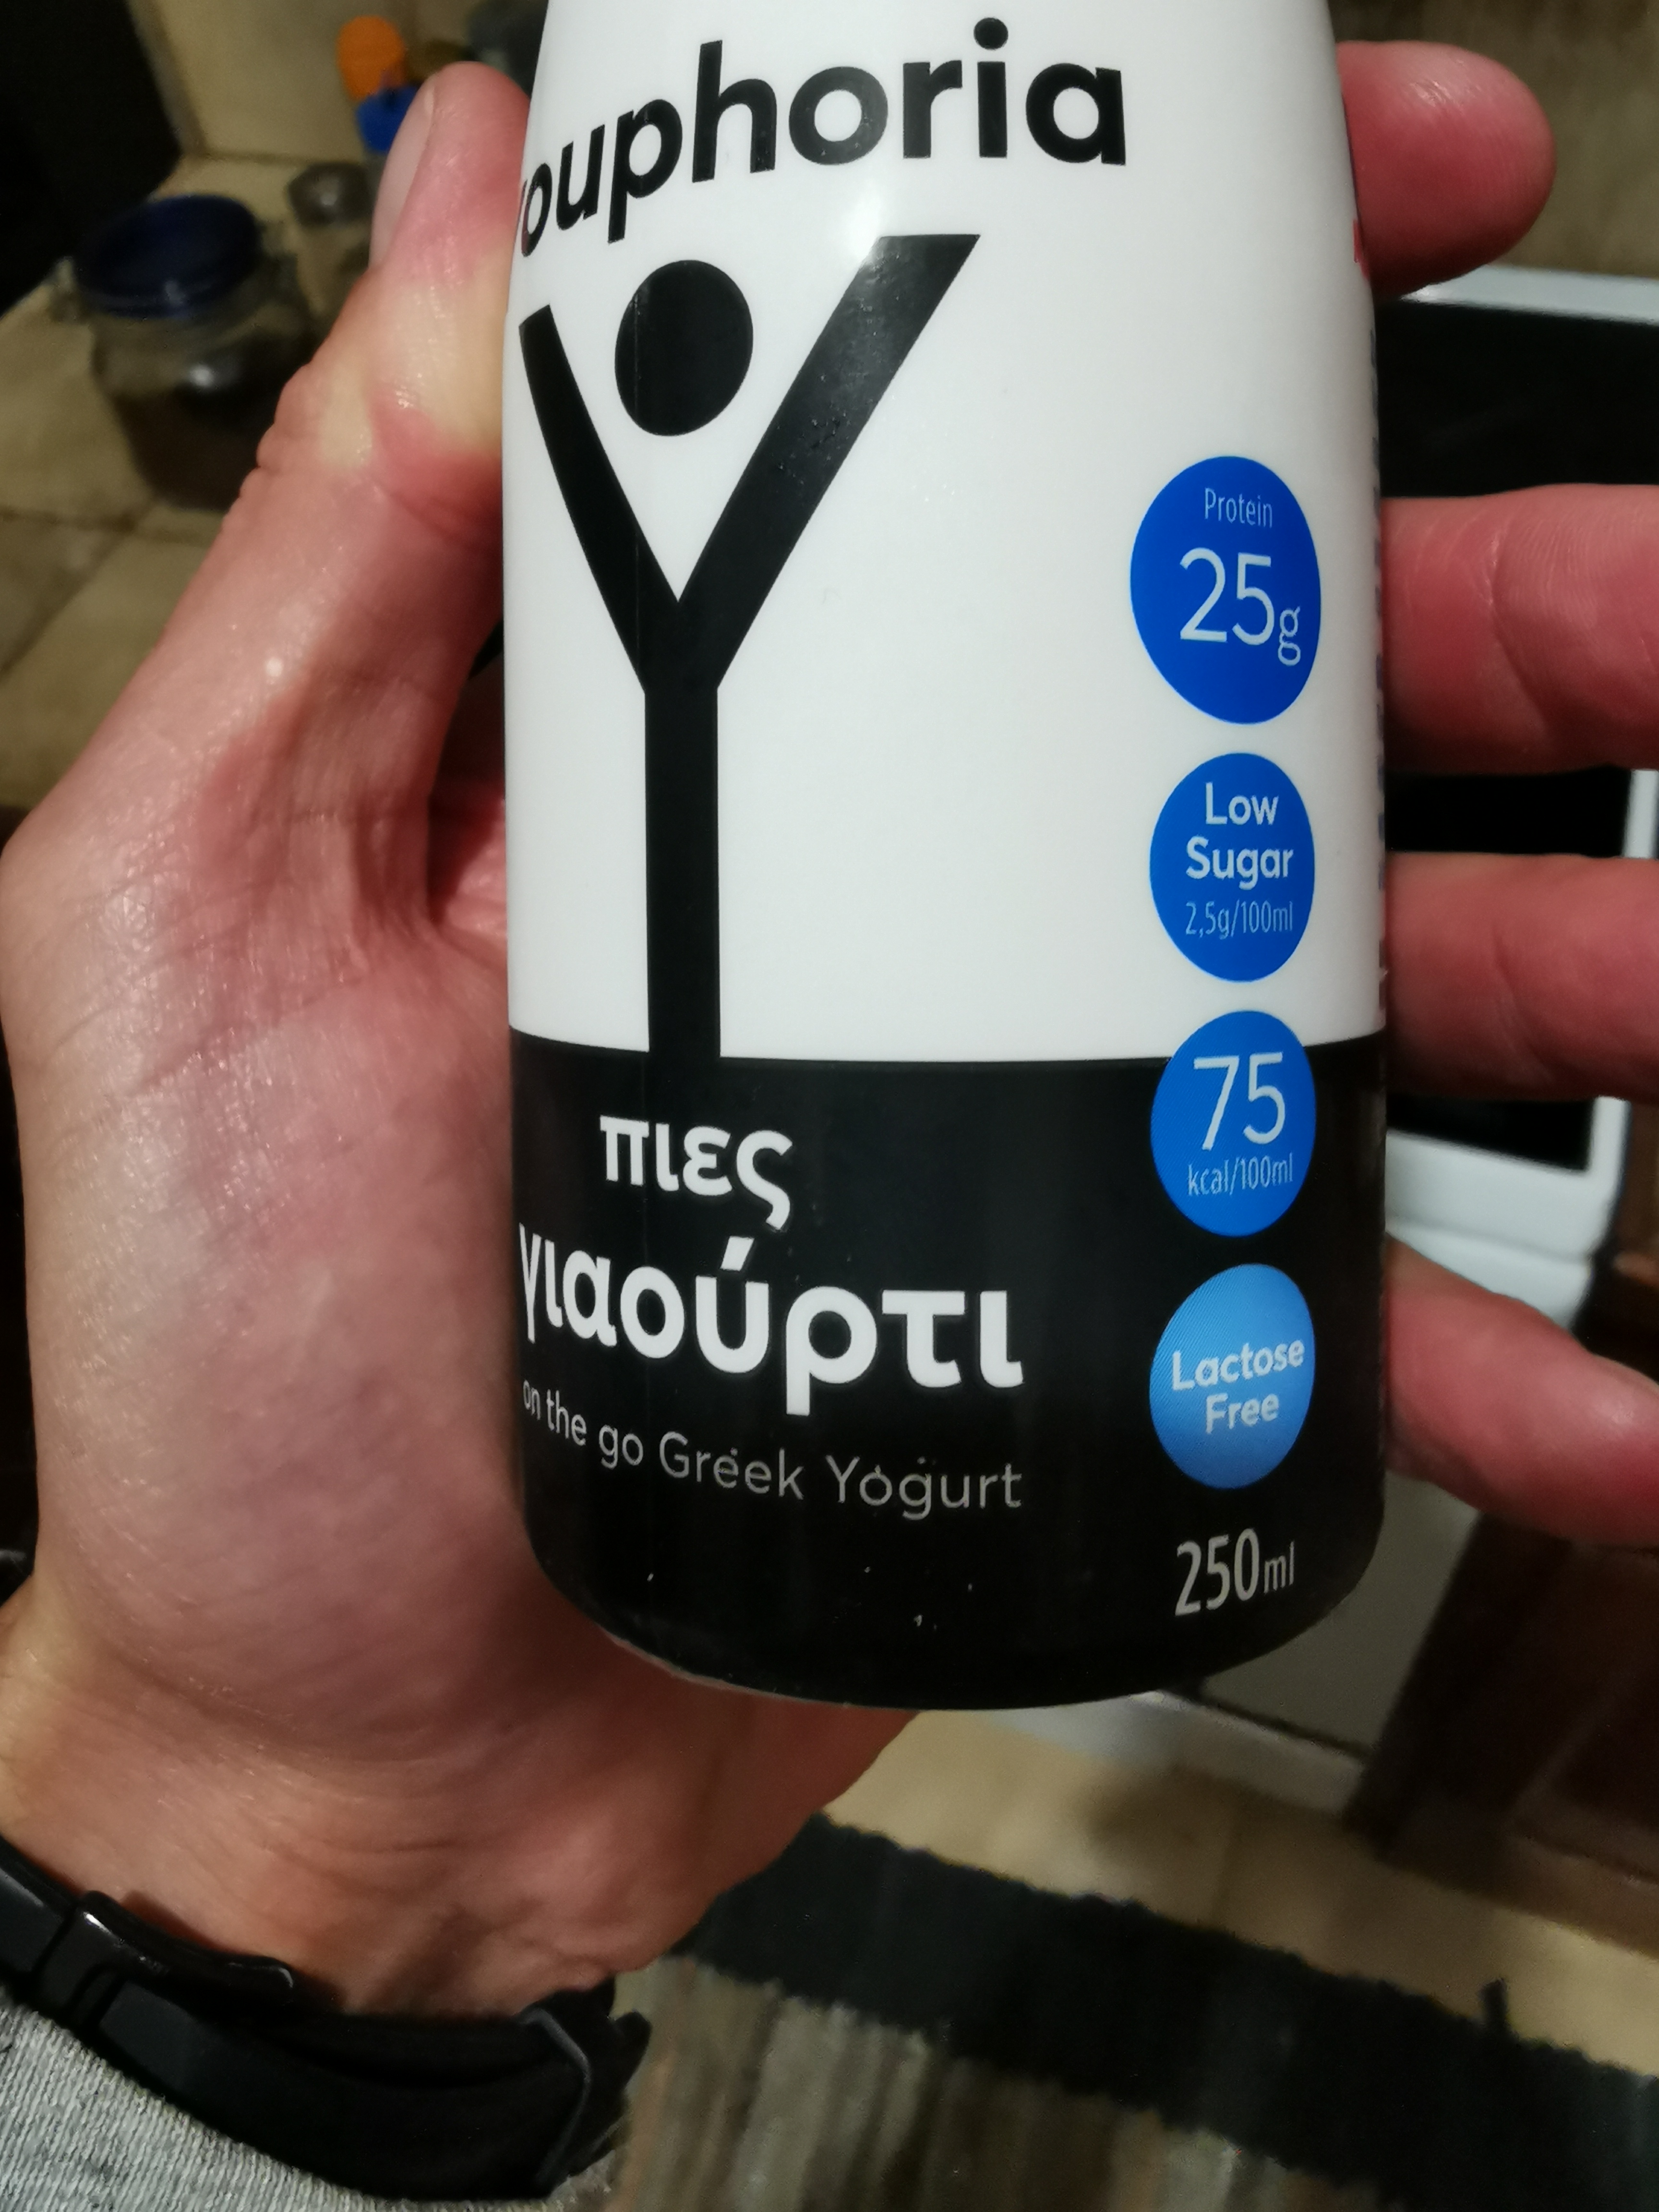 youphoria
Protein
25g
Low
Sugar
2,5g/100ml
75
kcal/100ml
Lactose
Free
πιες
γιαούρτι
on the go Greek Yogurt
250ml